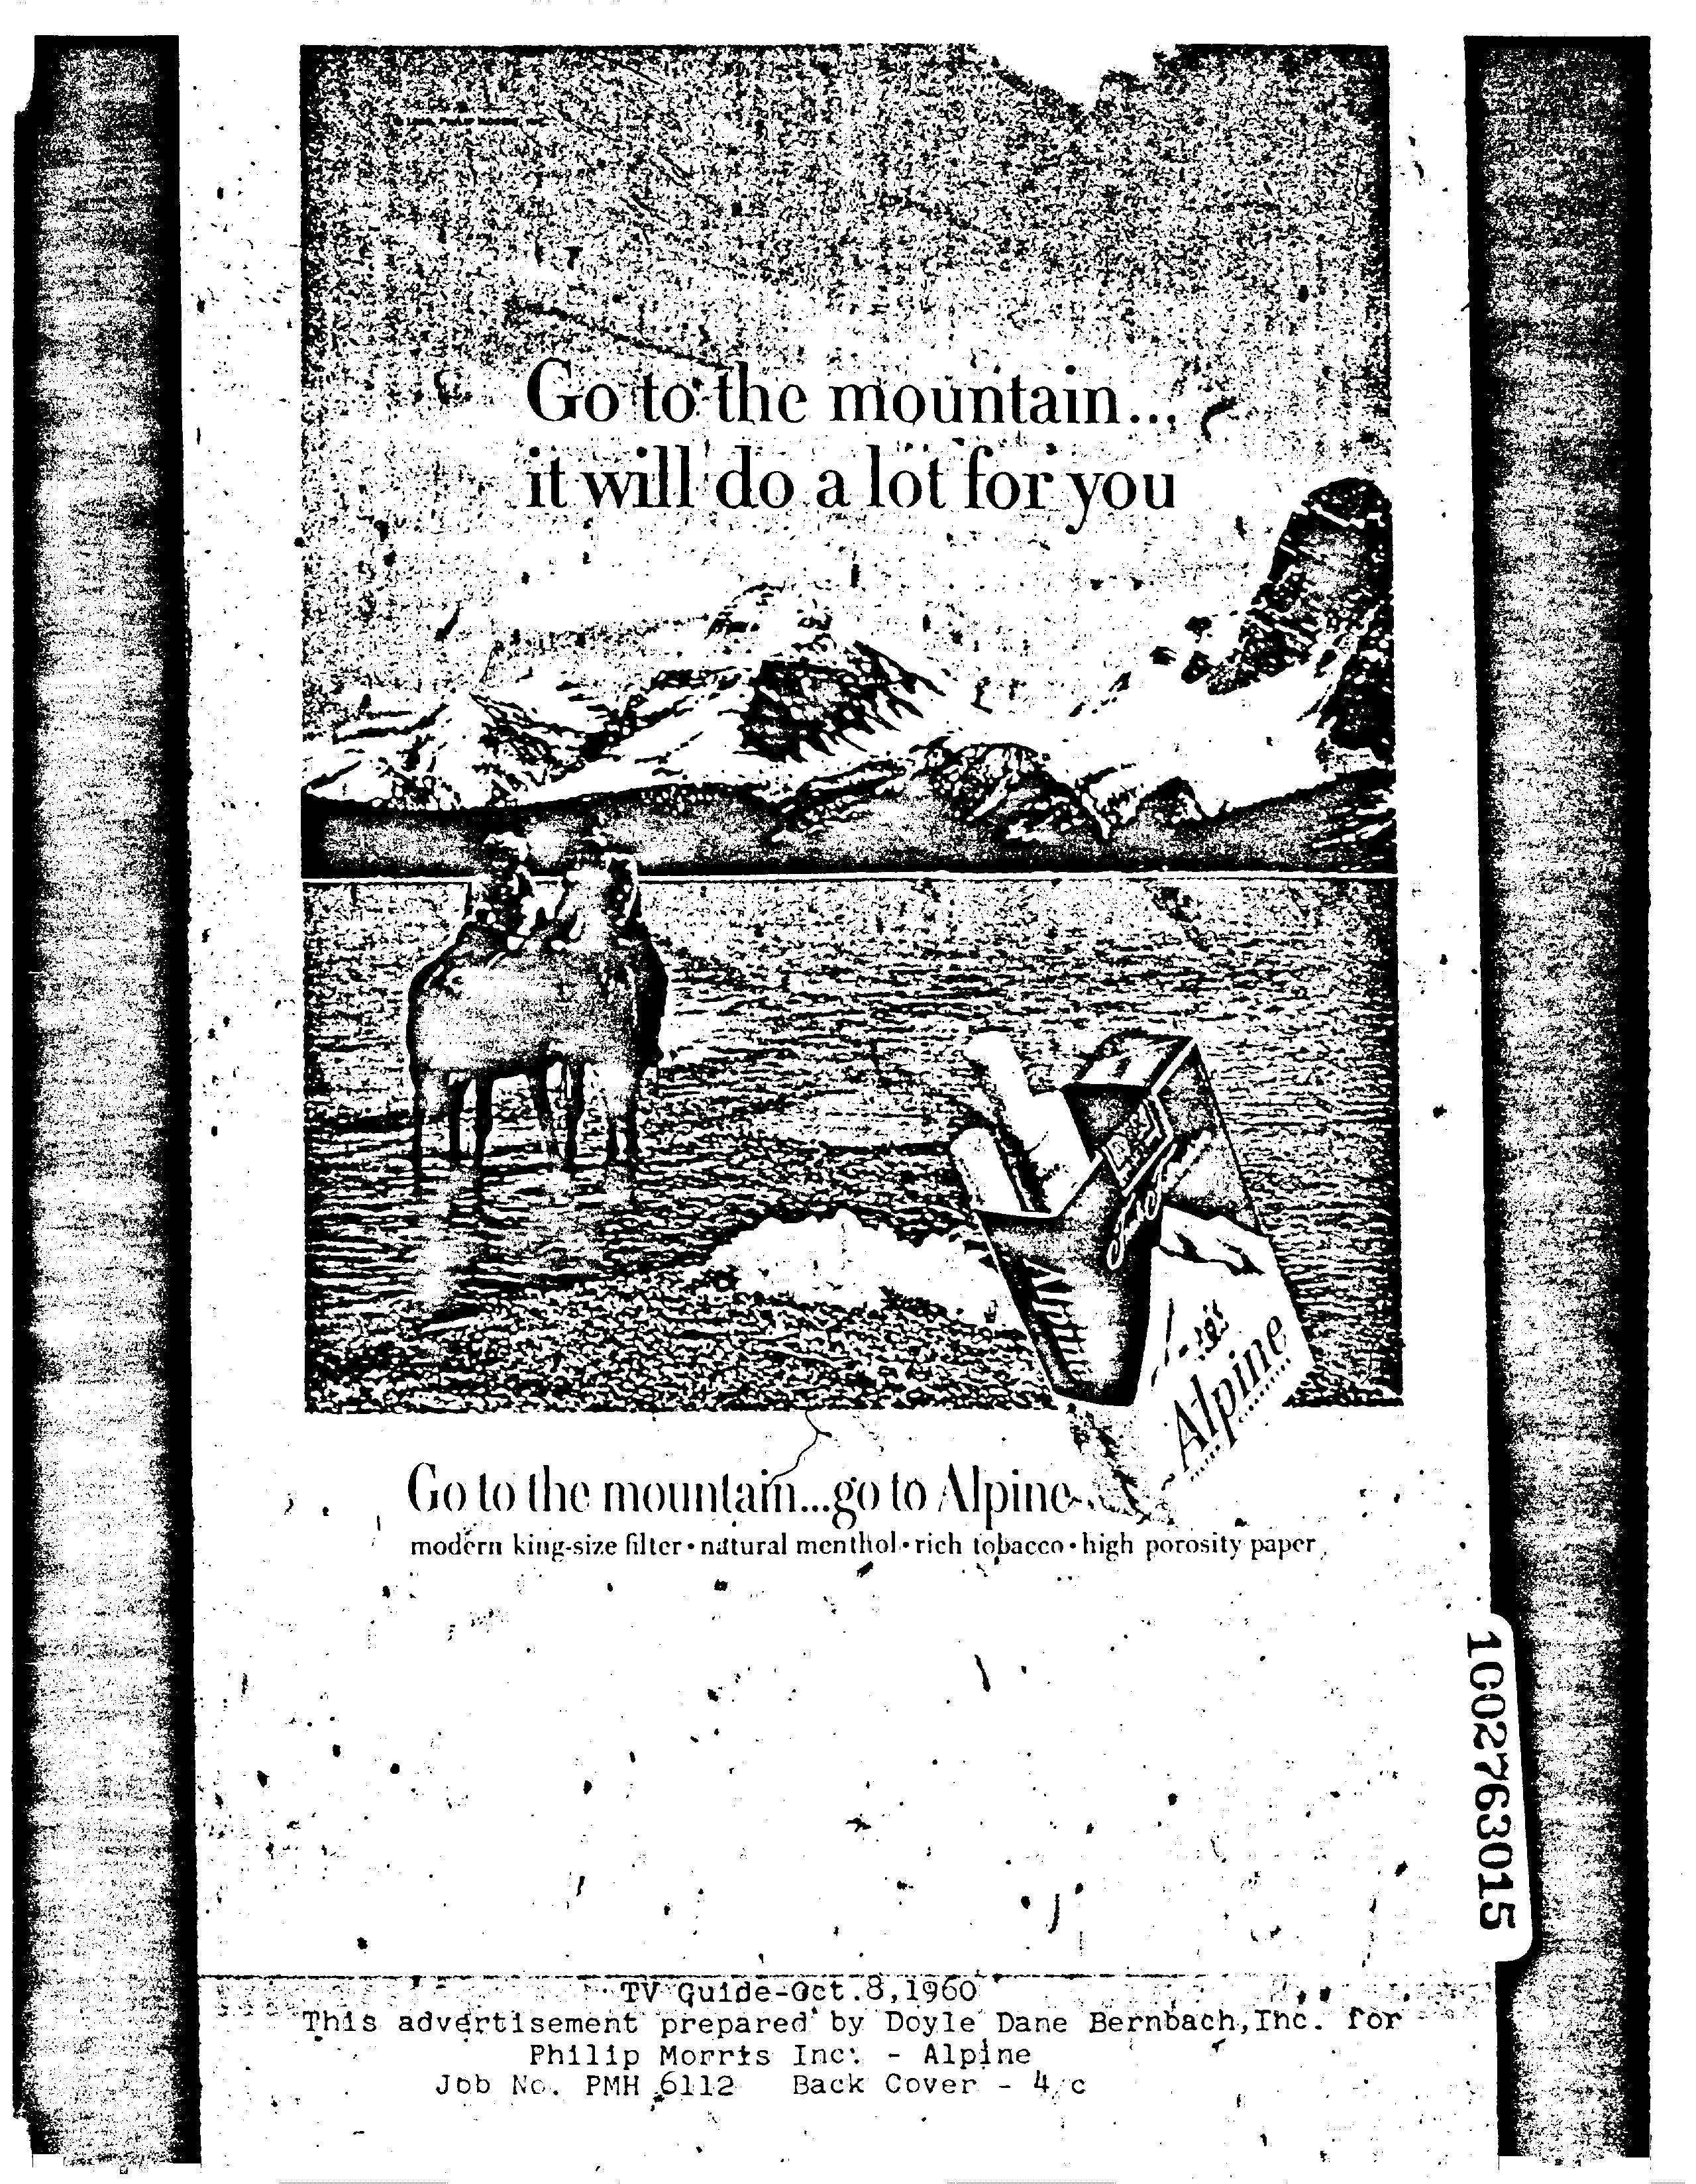 Go to the mountain...
it will do a lot for you
Alpine
Alpine
Go to the mountain...go to Alpine
modern king-size filter • natural menthol • rich tobacco • high porosity paper
1002763015
TV Guide-Oct.8,1960
This advertisement prepared by Doyle Dane Bernbach,Inc. for
Philip Morris Inc. - Alpine
Job No. PMH 6112 Back Cover - 4/c